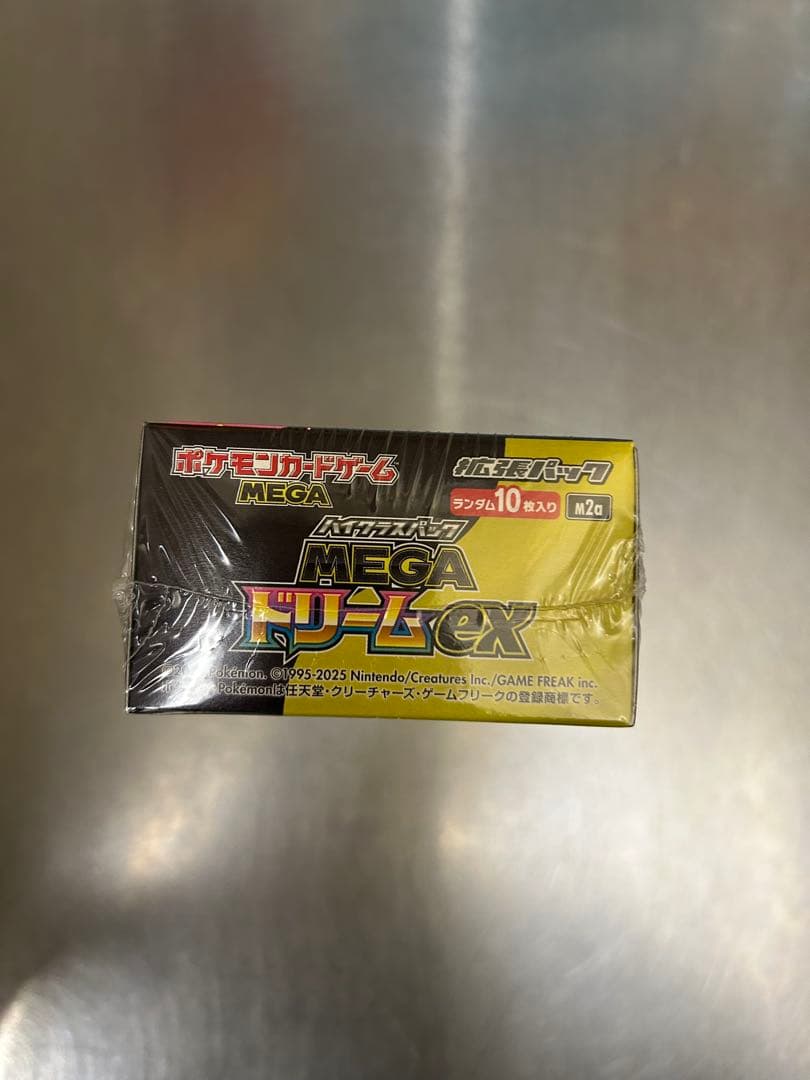 ポケモンカードゲーム
MEGA
拡張パック
ランダム10枚入り
M2a
ハイクラスパック
MEGA
ドリームex
Pokémon. ©1995-2025 Nintendo/Creatures Inc./GAME FREAK inc.
Pokémonは任天堂・クリーチャーズ・ゲームフリークの登録商標です。